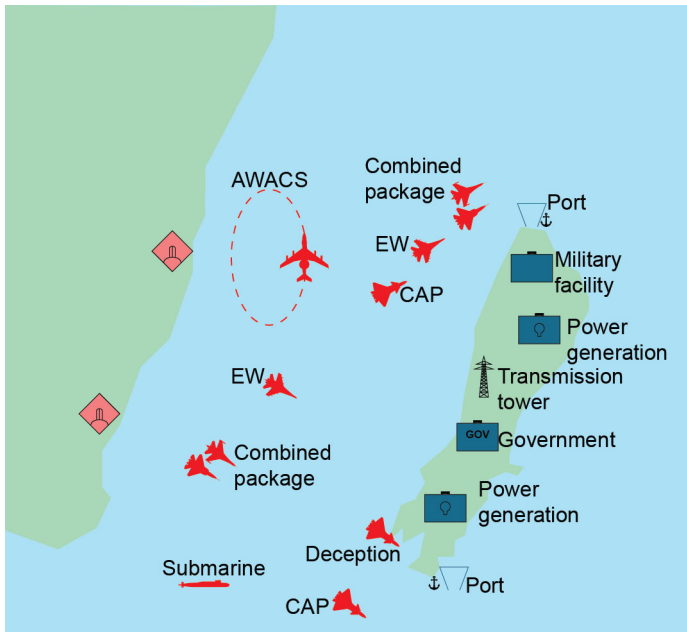 Combined
package
AWACS
Port
EW
Military
facility
CAP
Power
generation
EW
Transmission
tower
GOV
Government
Combined
package
Power
generation
Deception
Submarine
Port
CAP